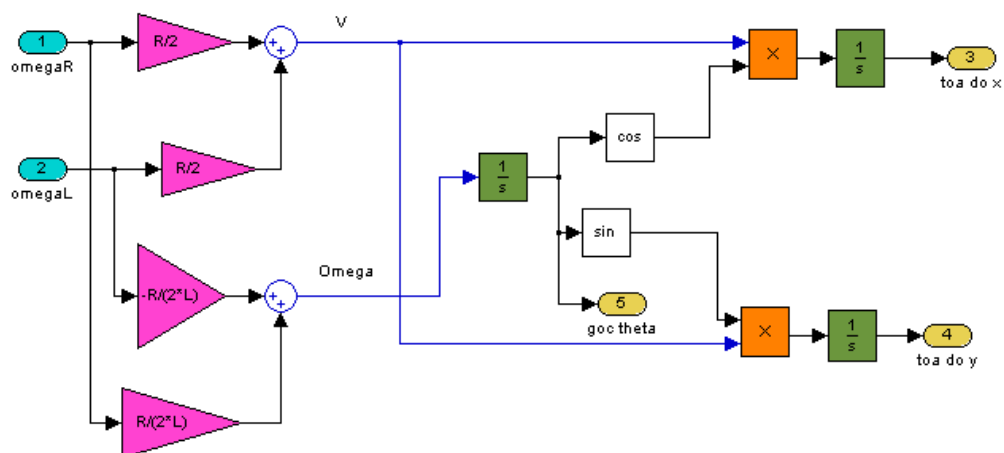 1
omegaR
R/2
+
+
V
×
1
s
3
toa do x
cos
2
omegaL
R/2
1
s
sin
-R/(2*L)
+
+
Omega
5
goc theta
×
1
s
4
toa do y
R/(2*L)